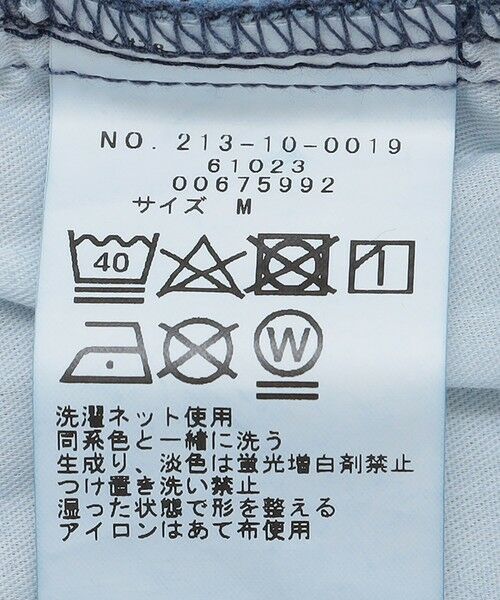 NO. 213-10-0019
61023
00675992
サイズ M
40
W
洗濯ネット使用
同系色と一緒に洗う
生成り、淡色は蛍光増白剤禁止
つけ置き洗い禁止
湿った状態で形を整える
アイロンはあて布使用